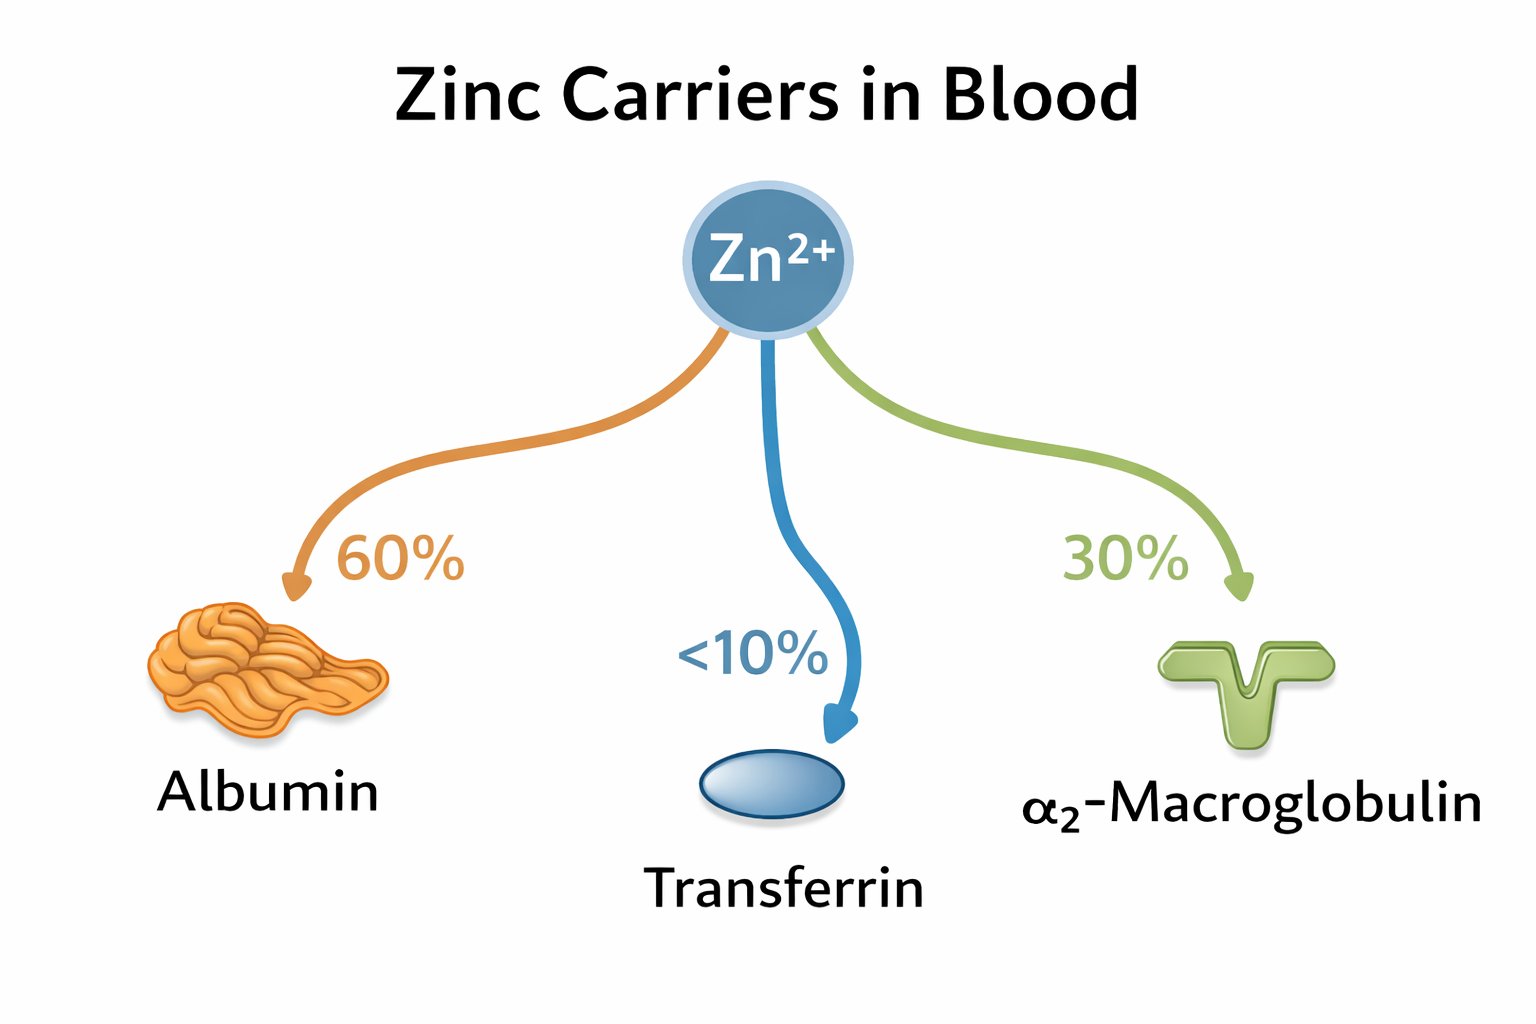 Zinc Carriers in Blood
Zn²⁺
60%
30%
<10%
Albumin
α₂-Macroglobulin
Transferrin